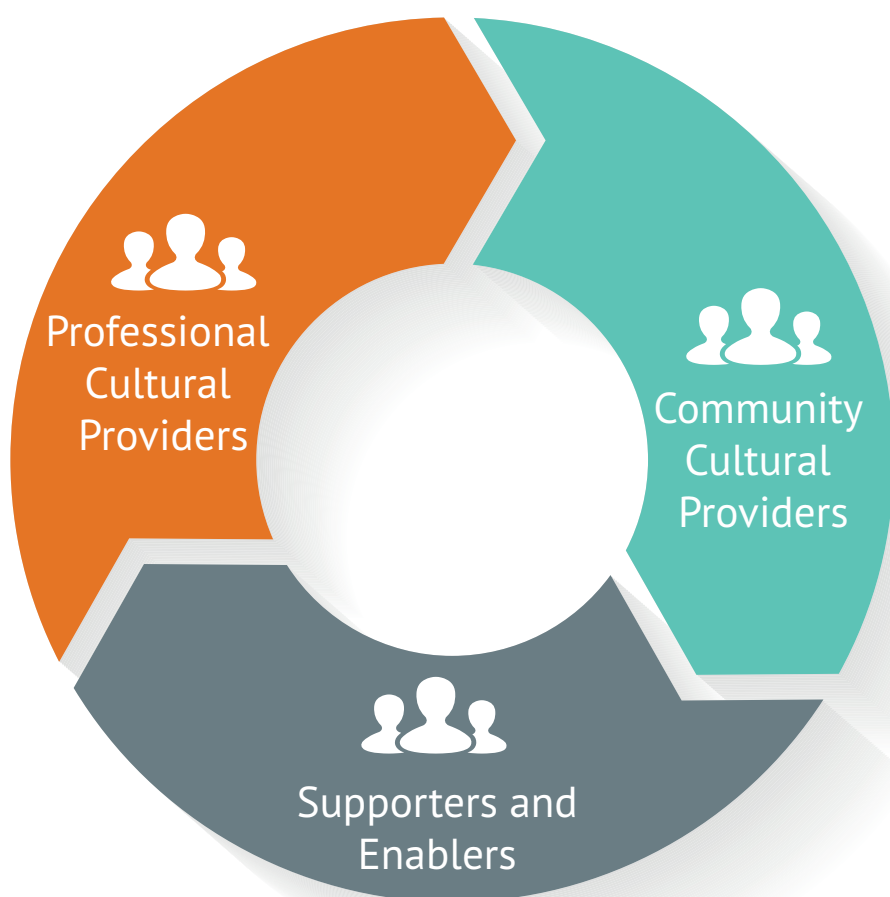 Professional
Cultural
Providers
Community
Cultural
Providers
Supporters and
Enablers